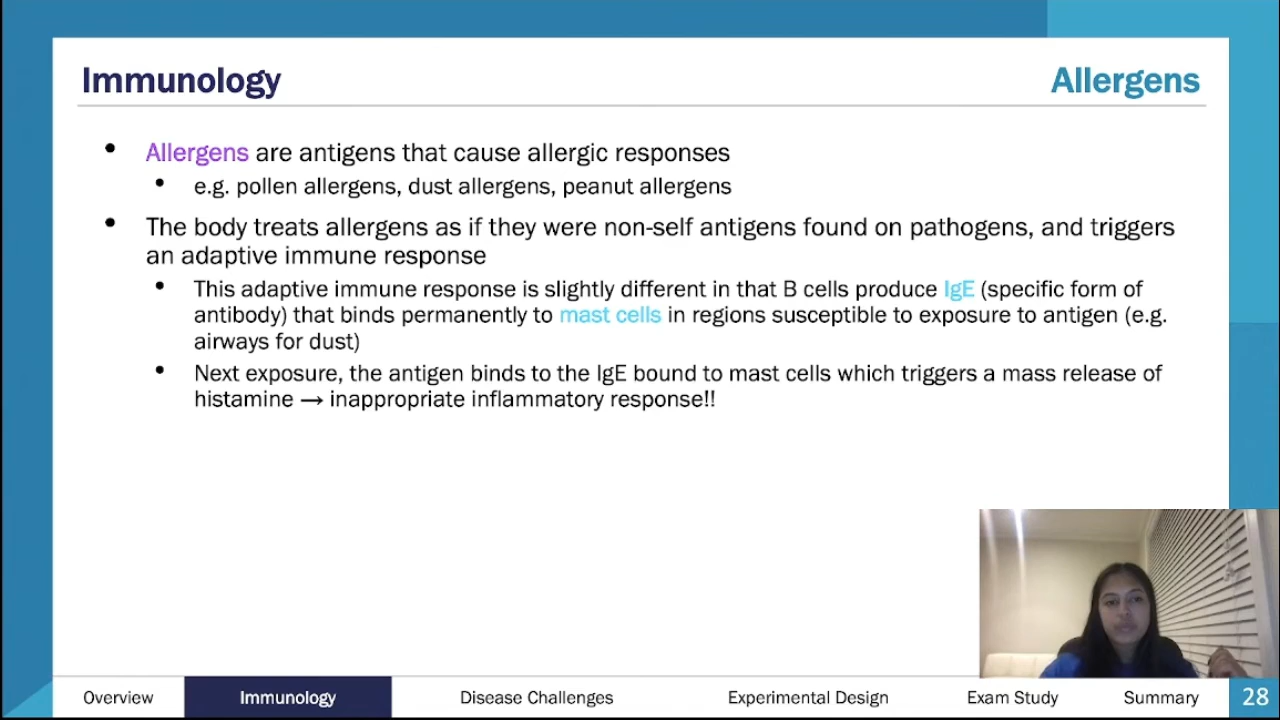 Immunology
Allergens
• Allergens are antigens that cause allergic responses
• e.g. pollen allergens, dust allergens, peanut allergens
• The body treats allergens as if they were non-self antigens found on pathogens, and triggers
an adaptive immune response
• This adaptive immune response is slightly different in that B cells produce IgE (specific form of
antibody) that binds permanently to mast cells in regions susceptible to exposure to antigen (e.g.
airways for dust)
• Next exposure, the antigen binds to the IgE bound to mast cells which triggers a mass release of
histamine → inappropriate inflammatory response!!
Overview Immunology Disease Challenges Experimental Design Exam Study Summary 28